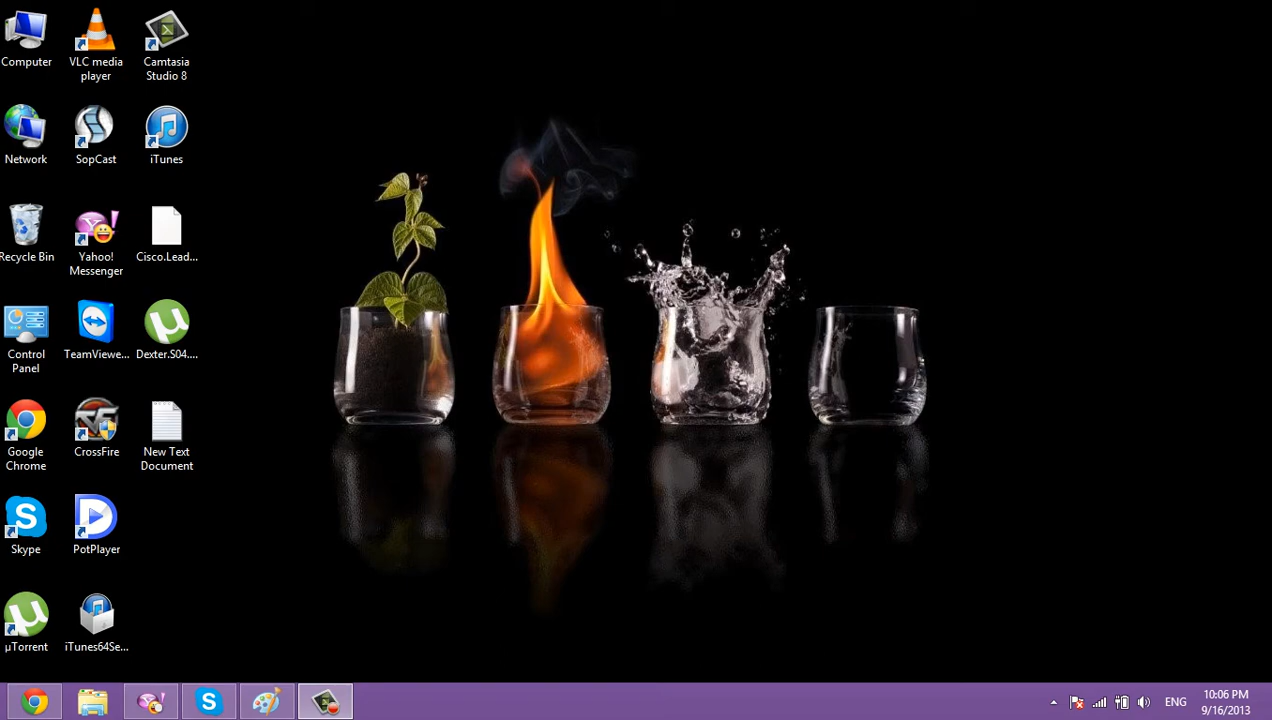 Computer
VLC media
player
Camtasia
Studio 8
Network
SopCast
iTunes
Recycle Bin
Yahoo!
Messenger
Cisco.Lead...
Control
Panel
TeamViewe...
Dexter.S04....
Google
Chrome
CrossFire
New Text
Document
Skype
PotPlayer
µTorrent
iTunes64Se...
ENG
10:06 PM
9/16/2013